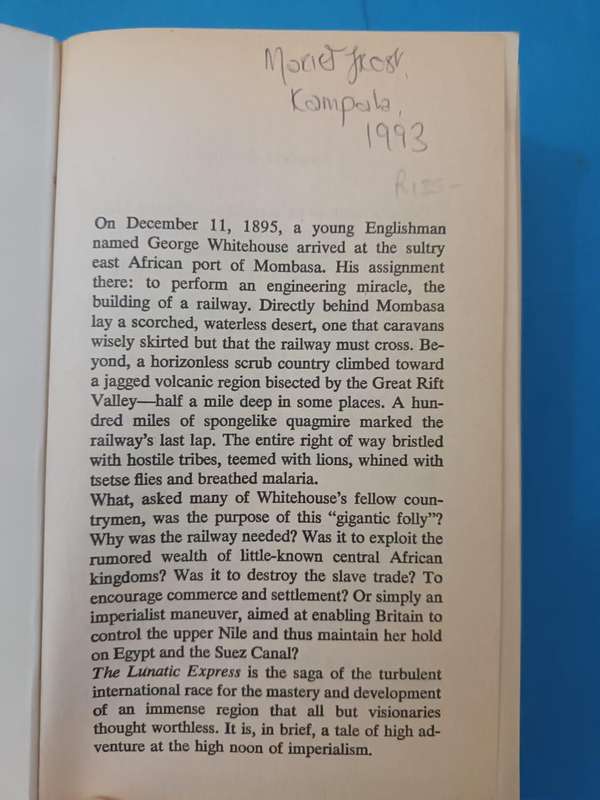 Kampala,
1993
On December 11, 1895, a young Englishman
named George Whitehouse arrived at the sultry
east African port of Mombasa. His assignment
there: to perform an engineering miracle, the
building of a railway. Directly behind Mombasa
lay a scorched, waterless desert, one that caravans
wisely skirted but that the railway must cross. Be-
yond, a horizonless scrub country climbed toward
a jagged volcanic region bisected by the Great Rift
Valley—half a mile deep in some places. A hun-
dred miles of spongelike quagmire marked the
railway's last lap. The entire right of way bristled
with hostile tribes, teemed with lions, whined with
tsetse flies and breathed malaria.
What, asked many of Whitehouse's fellow coun-
trymen, was the purpose of this “gigantic folly”?
Why was the railway needed? Was it to exploit the
rumored wealth of little-known central African
kingdoms? Was it to destroy the slave trade? To
encourage commerce and settlement? Or simply an
imperialist maneuver, aimed at enabling Britain to
control the upper Nile and thus maintain her hold
on Egypt and the Suez Canal?
The Lunatic Express is the saga of the turbulent
international race for the mastery and development
of an immense region that all but visionaries
thought worthless. It is, in brief, a tale of high ad-
venture at the high noon of imperialism.